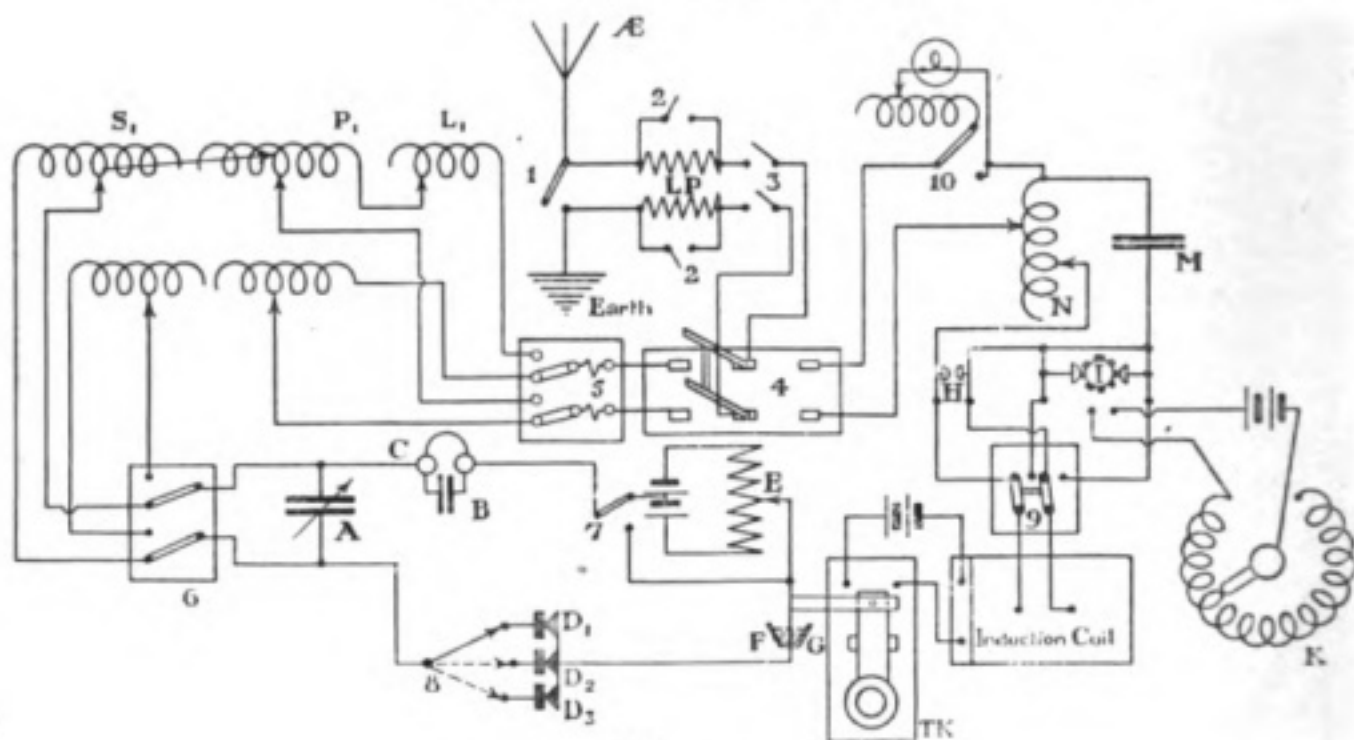 Æ
S₁
P₁
L₁
2
1
LP
3
2
Earth
10
M
N
5
4
H
I
C
B
A
E
7
9
6
8
D₁
D₂
D₃
F
G
TK
Induction Coil
K